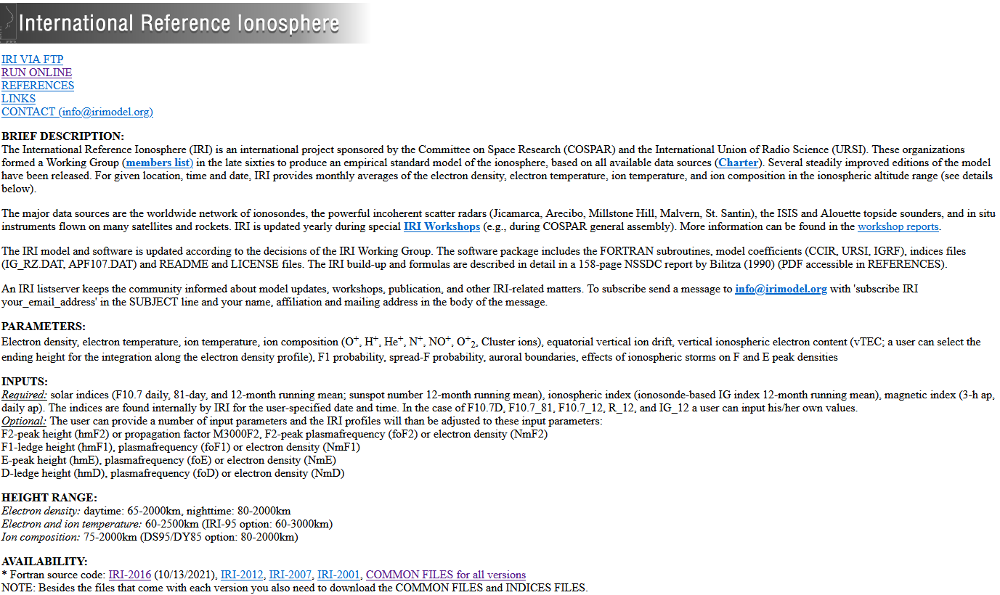 International Reference Ionosphere
IRI VIA FTP
RUN ONLINE
REFERENCES
LINKS
CONTACT (info@irimodel.org)
BRIEF DESCRIPTION:
The International Reference Ionosphere (IRI) is an international project sponsored by the Committee on Space Research (COSPAR) and the International Union of Radio Science (URSI). These organizations
formed a Working Group (members list) in the late sixties to produce an empirical standard model of the ionosphere, based on all available data sources (Charter). Several steadily improved editions of the model
have been released. For given location, time and date, IRI provides monthly averages of the electron density, electron temperature, ion temperature, and ion composition in the ionospheric altitude range (see details
below).
The major data sources are the worldwide network of ionosondes, the powerful incoherent scatter radars (Jicamarca, Arecibo, Millstone Hill, Malvern, St. Santin), the ISIS and Alouette topside sounders, and in situ
instruments flown on many satellites and rockets. IRI is updated yearly during special IRI Workshops (e.g., during COSPAR general assembly). More information can be found in the workshop reports.
The IRI model and software is updated according to the decisions of the IRI Working Group. The software package includes the FORTRAN subroutines, model coefficients (CCIR, URSI, IGRF), indices files
(IG_RZ.DAT, APF107.DAT) and README and LICENSE files. The IRI build-up and formulas are described in detail in a 158-page NSSDC report by Bilitza (1990) (PDF accessible in REFERENCES).
An IRI listserver keeps the community informed about model updates, workshops, publication, and other IRI-related matters. To subscribe send a message to info@irimodel.org with 'subscribe IRI
your_email_address' in the SUBJECT line and your name, affiliation and mailing address in the body of the message.
PARAMETERS:
Electron density, electron temperature, ion temperature, ion composition (O⁺, H⁺, He⁺, N⁺, NO⁺, O⁺₂, Cluster ions), equatorial vertical ion drift, vertical ionospheric electron content (vTEC; a user can select the
ending height for the integration along the electron density profile), F1 probability, spread-F probability, auroral boundaries, effects of ionospheric storms on F and E peak densities
INPUTS:
Required: solar indices (F10.7 daily, 81-day, and 12-month running mean; sunspot number 12-month running mean), ionospheric index (ionosonde-based IG index 12-month running mean), magnetic index (3-h ap,
daily ap). The indices are found internally by IRI for the user-specified date and time. In the case of F10.7D, F10.7_81, F10.7_12, R_12, and IG_12 a user can input his/her own values.
Optional: The user can provide a number of input parameters and the IRI profiles will than be adjusted to these input parameters:
F2-peak height (hmF2) or propagation factor M3000F2, F2-peak plasmafrequency (foF2) or electron density (NmF2)
F1-ledge height (hmF1), plasmafrequency (foF1) or electron density (NmF1)
E-peak height (hmE), plasmafrequency (foE) or electron density (NmE)
D-ledge height (hmD), plasmafrequency (foD) or electron density (NmD)
HEIGHT RANGE:
Electron density: daytime: 65-2000km, nighttime: 80-2000km
Electron and ion temperature: 60-2500km (IRI-95 option: 60-3000km)
Ion composition: 75-2000km (DS95/DY85 option: 80-2000km)
AVAILABILITY:
* Fortran source code: IRI-2016 (10/13/2021), IRI-2012, IRI-2007, IRI-2001, COMMON FILES for all versions
NOTE: Besides the files that come with each version you also need to download the COMMON FILES and INDICES FILES.